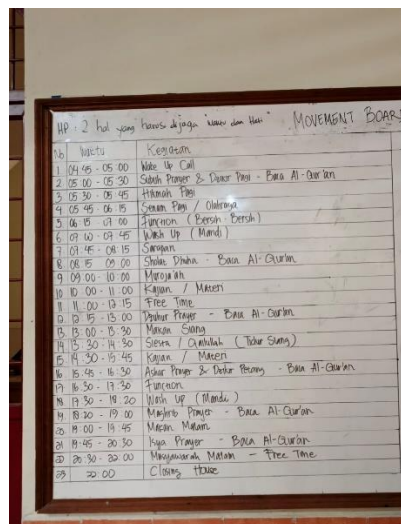 HP : 2 hal yang harus dijaga "Waktu dan Hati" MOVEMENT BOAR
No Waktu Kegiatan
1 04 45 - 05 00 Wake Up Call
2 05 00 - 05 30 Subuh Prayer & Dzikir Pagi - Baca Al-Qur'an
3 05 30 - 05 45 Hikmah Pagi
4 05 45 - 06 15 Senam Pagi / Olahraga
5 06 15 - 07 00 Function (Bersih-Bersih)
6 07 00 - 07 45 Wash Up (Mandi)
7 07 45 - 08 15 Sarapan
8 08 15 09 00 Sholat Dhuha - Baca Al-Qur'an
9 09 00 - 10 00 Muroja'ah
10 10 00 - 11 00 Kajian / Materi
11 11 00 - 12 15 Free Time
12 12 15 - 13 00 Dzuhur Prayer - Baca Al-Qur'an
13 13 00 - 13 30 Makan Siang
14 13 30 - 14 30 Siesta / Qailullah (Tidur Siang)
15 14 30 - 15 45 Kajian / Materi
16 15 45 - 16 30 Ashar Prayer & Dzikir Petang - Baca Al-Qur'an
17 16 30 - 17 30 Function
18 17 30 - 18 20 Wash Up (Mandi)
19 18 20 - 19 00 Maghrib Prayer - Baca Al-Qur'an
20 19 00 - 19 45 Makan Malam
21 19 45 - 20 30 Isya Prayer - Baca Al-Qur'an
22 20 30 - 22 00 Musyawarah Malam - Free Time
23 22 00 Closing House